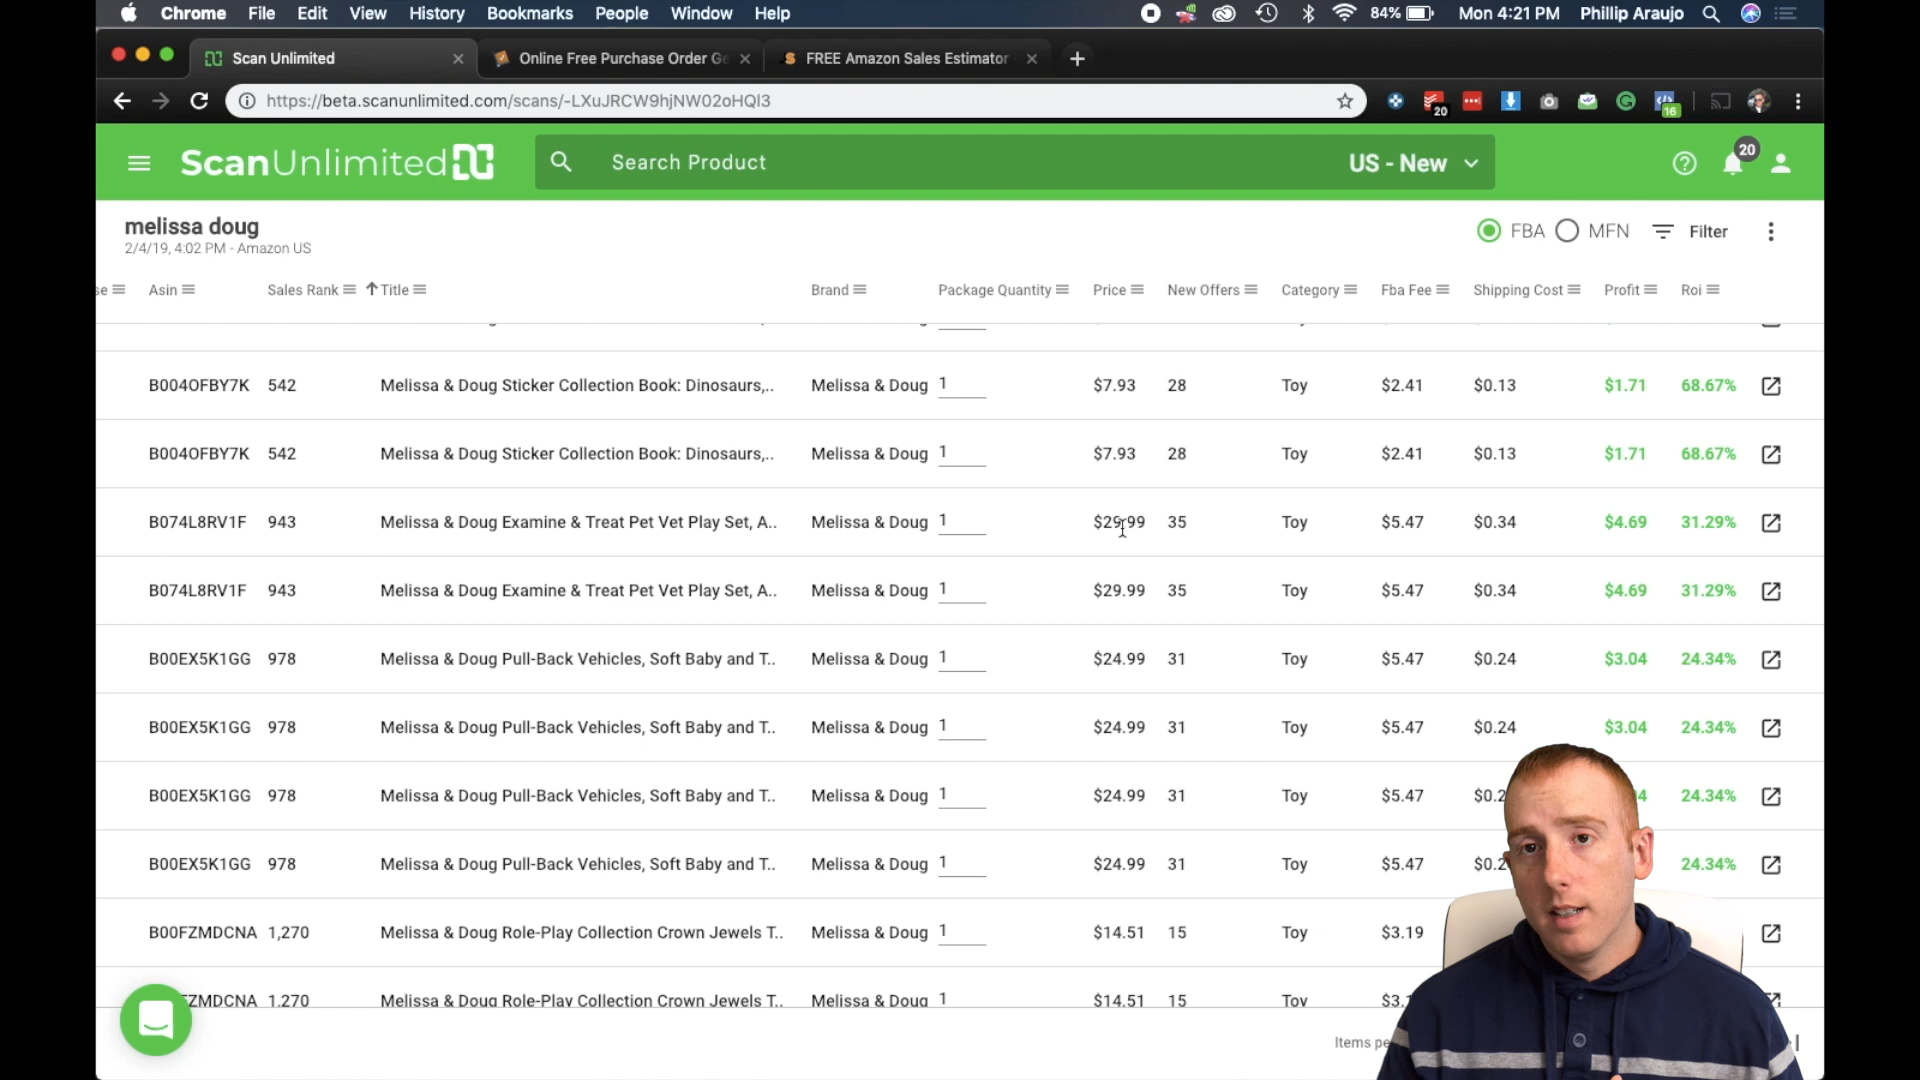 Chrome File Edit View History Bookmarks People Window Help 84% Mon 4:21 PM Phillip Araujo
Scan Unlimited Online Free Purchase Order Ge FREE Amazon Sales Estimator
https://beta.scanunlimited.com/scans/-LXuJRCW9hjNW02oHQl3 20 16
ScanUnlimited Search Product US - New 20
melissa doug
2/4/19, 4:02 PM - Amazon US
FBA MFN Filter
se Asin Sales Rank Title Brand Package Quantity Price New Offers Category Fba Fee Shipping Cost Profit Roi
B004OFBY7K 542 Melissa & Doug Sticker Collection Book: Dinosaurs,.. Melissa & Doug 1 $7.93 28 Toy $2.41 $0.13 $1.71 68.67%
B004OFBY7K 542 Melissa & Doug Sticker Collection Book: Dinosaurs,.. Melissa & Doug 1 $7.93 28 Toy $2.41 $0.13 $1.71 68.67%
B074L8RV1F 943 Melissa & Doug Examine & Treat Pet Vet Play Set, A.. Melissa & Doug 1 $29.99 35 Toy $5.47 $0.34 $4.69 31.29%
B074L8RV1F 943 Melissa & Doug Examine & Treat Pet Vet Play Set, A.. Melissa & Doug 1 $29.99 35 Toy $5.47 $0.34 $4.69 31.29%
B00EX5K1GG 978 Melissa & Doug Pull-Back Vehicles, Soft Baby and T.. Melissa & Doug 1 $24.99 31 Toy $5.47 $0.24 $3.04 24.34%
B00EX5K1GG 978 Melissa & Doug Pull-Back Vehicles, Soft Baby and T.. Melissa & Doug 1 $24.99 31 Toy $5.47 $0.24 $3.04 24.34%
B00EX5K1GG 978 Melissa & Doug Pull-Back Vehicles, Soft Baby and T.. Melissa & Doug 1 $24.99 31 Toy $5.47 $0.2 4 24.34%
B00EX5K1GG 978 Melissa & Doug Pull-Back Vehicles, Soft Baby and T.. Melissa & Doug 1 $24.99 31 Toy $5.47 $0.2 24.34%
B00FZMDCNA 1,270 Melissa & Doug Role-Play Collection Crown Jewels T.. Melissa & Doug 1 $14.51 15 Toy $3.19
ZMDCNA 1,270 Melissa & Doug Role-Play Collection Crown Jewels T.. Melissa & Doug 1 $14.51 15 Toy $3.
Items pe